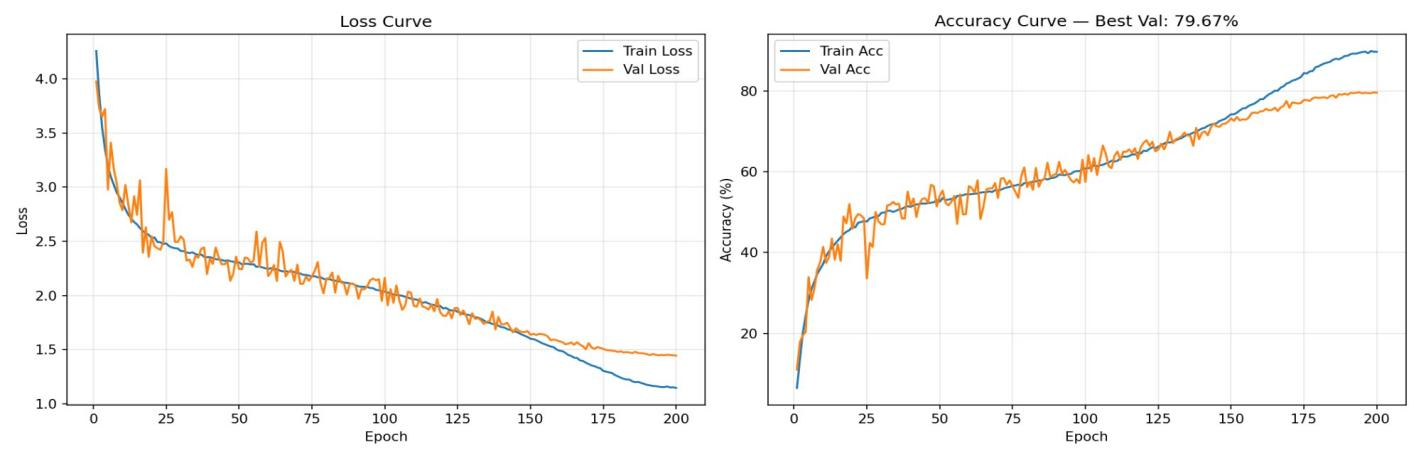 Loss Curve
Train Loss
Val Loss
4.0
3.5
3.0
2.5
2.0
1.5
1.0
Loss
0 25 50 75 100 125 150 175 200
Epoch
Accuracy Curve — Best Val: 79.67%
Train Acc
Val Acc
80
60
40
20
Accuracy (%)
0 25 50 75 100 125 150 175 200
Epoch